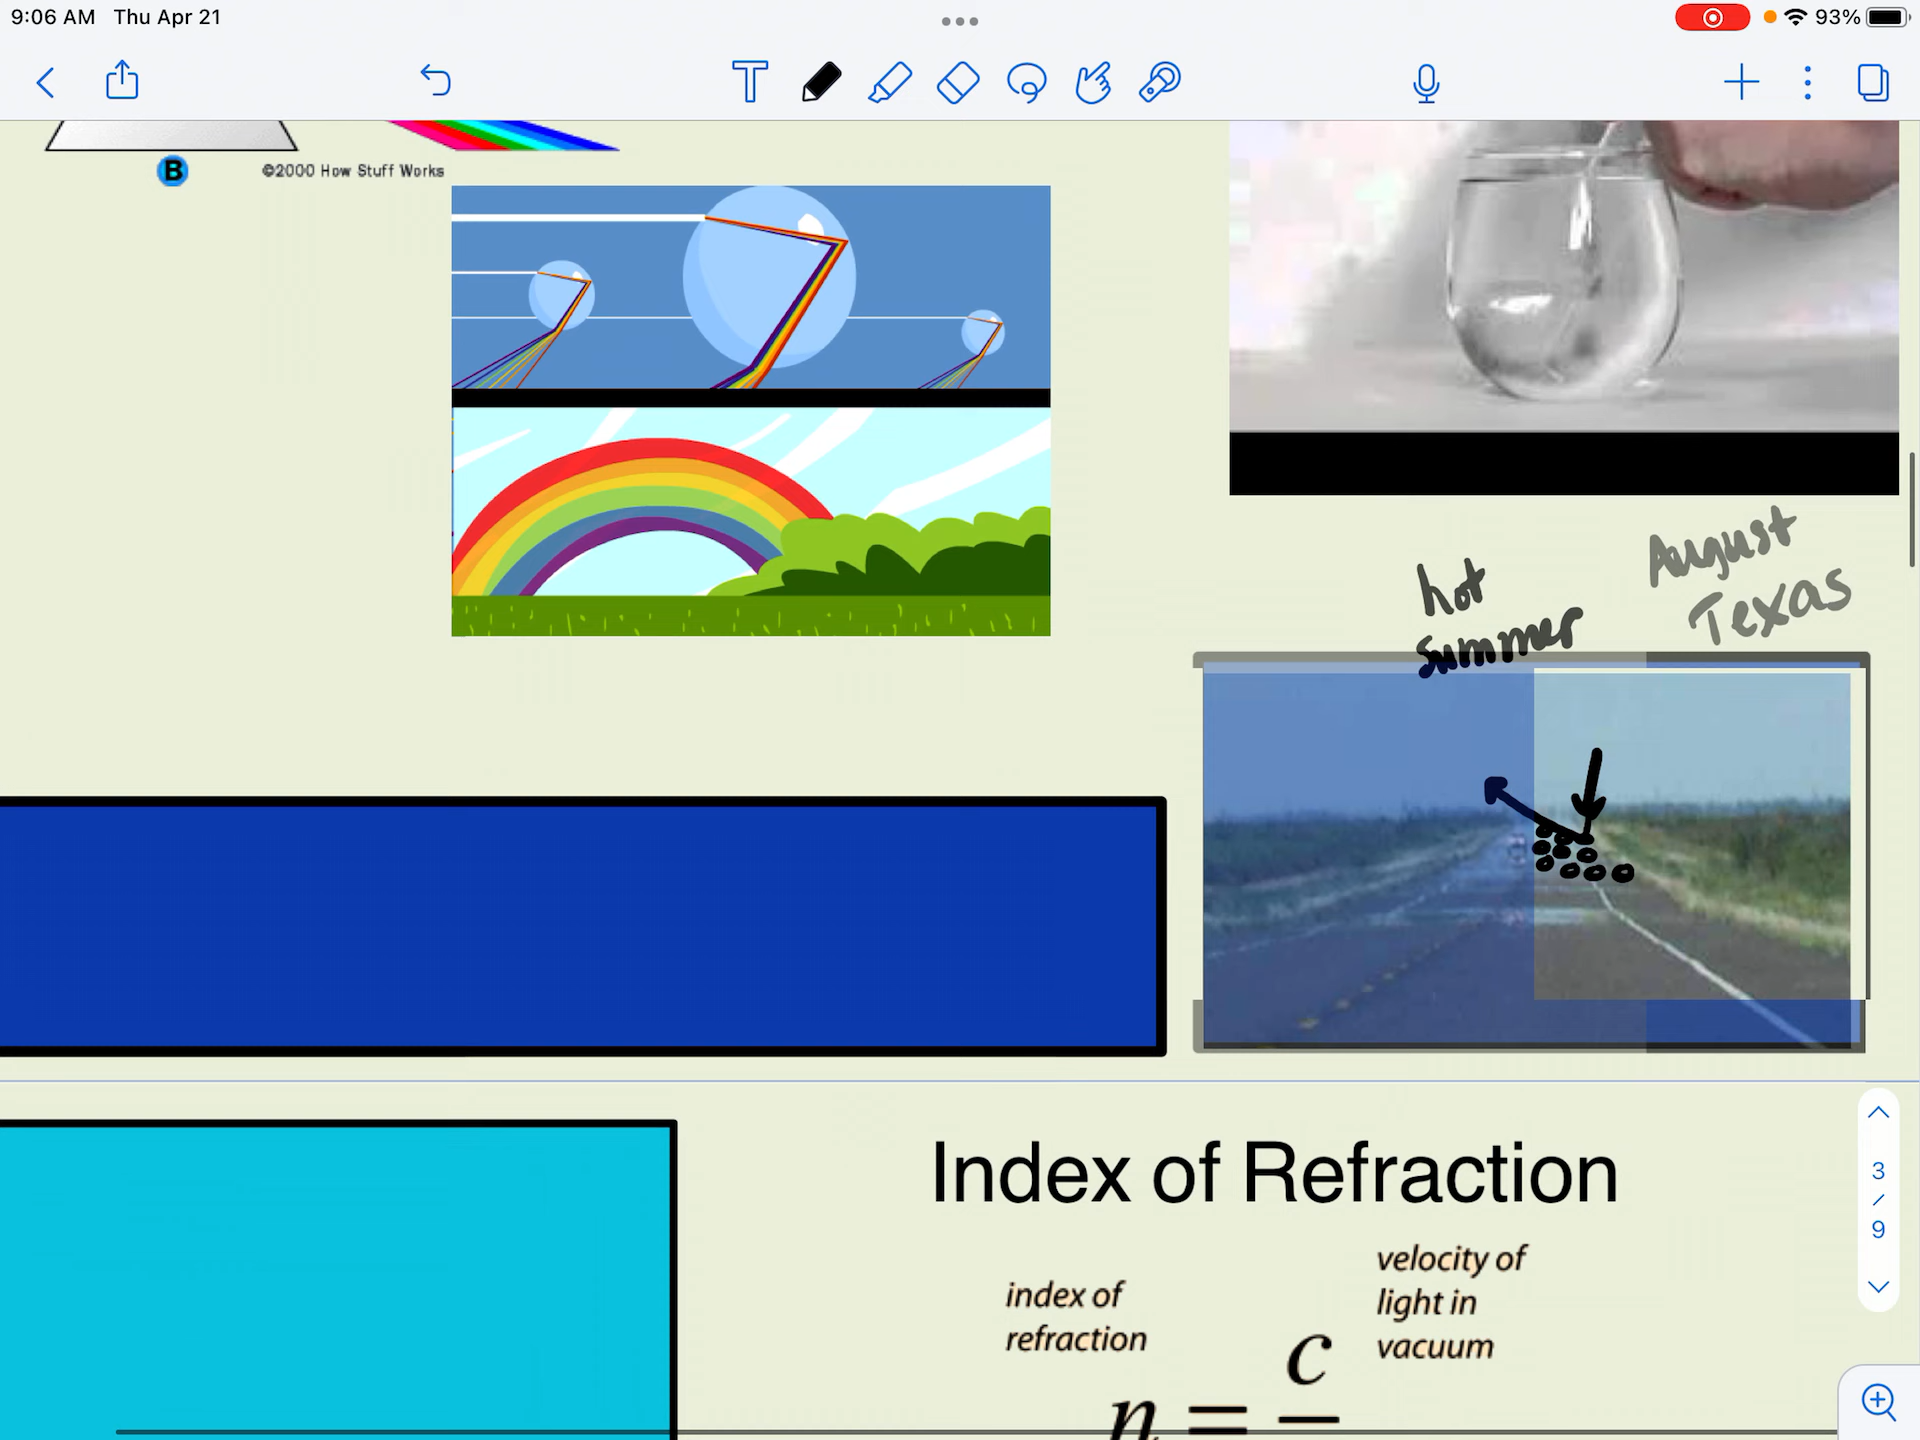 9:06 AM Thu Apr 21
93%
B
©2000 How Stuff Works
August
Texas
hot
summer
Index of Refraction
index of
refraction
velocity of
light in
vacuum
n = c
3
/
9